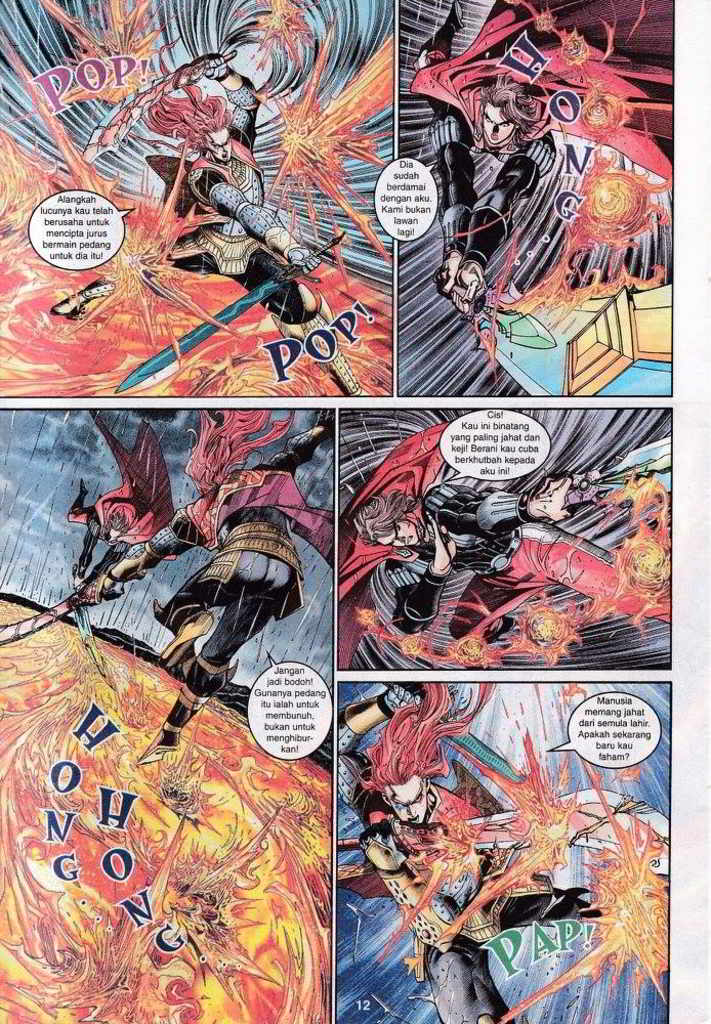 POP!
Alangkah
lucunya kau telah
berusaha untuk
mencipta jurus
bermain pedang
untuk dia itu!
POP!
POP!
HONG
Dia
sudah
berdamai
dengan aku.
Kami bukan
lawan
lagi!
Jangan
jadi bodoh!
Gunanya pedang
itu ialah untuk
membunuh,
bukan untuk
menghibur-
kan!
HONG...
HHONG...
Cis!
Kau ini binatang
yang paling jahat dan
keji! Berani kau cuba
berkhutbah kepada
aku ini!
Manusia
memang jahat
dari semula lahir.
Apakah sekarang
baru kau
faham?
PAP!
12